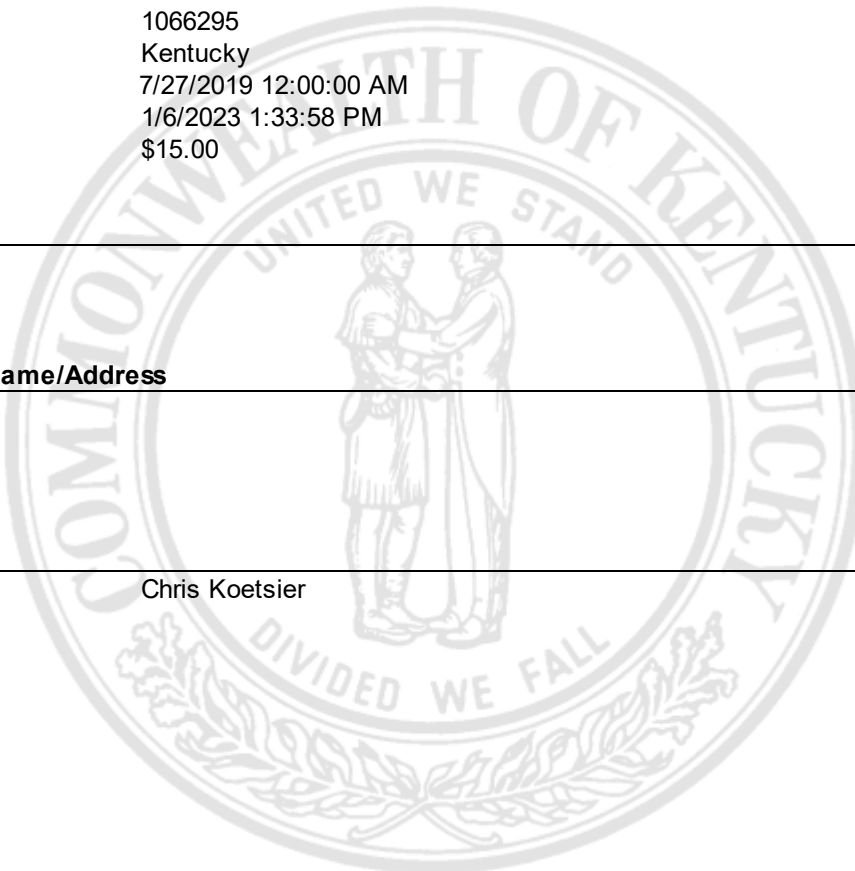 1066295
Kentucky
7/27/2019 12:00:00 AM
1/6/2023 1:33:58 PM
$15.00
COMMONWEALTH OF KENTUCKY
UNITED WE STAND
ame/Address
Chris Koetsier
DIVIDED WE FALL